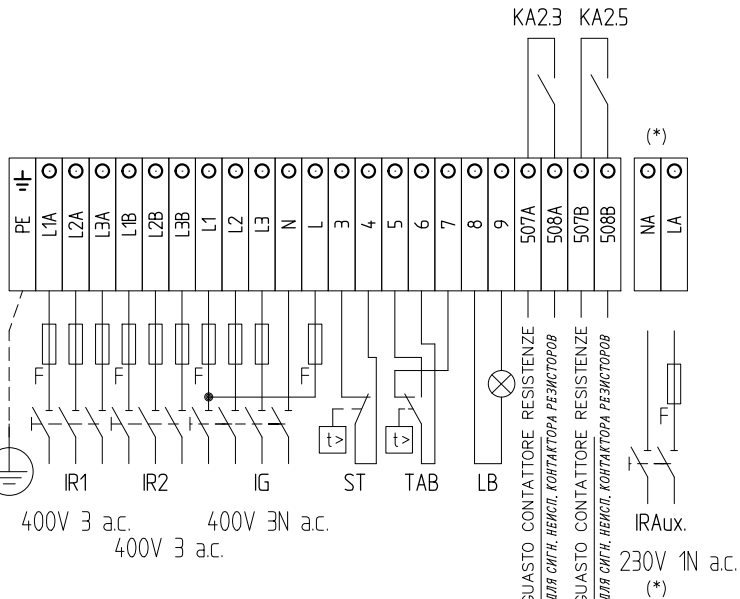 KA2.3 KA2.5
(*)
PE L1A L2A L3A L1B L2B L3B L1 L2 L3 N L 3 4 5 6 7 8 9 507A 508A 507B 508B NA LA
F F F F F
t> t>
IR1 IR2 IG ST TAB LB IRAux.
400V 3 a.c. 400V 3N a.c.
400V 3 a.c.
230V 1N a.c.
(*)
GUASTO CONTATTORE RESISTENZE
ДЛЯ СИГН. НЕИСП. КОНТАКТОРА РЕЗИСТОРОВ
GUASTO CONTATTORE RESISTENZE
ДЛЯ СИГН. НЕИСП. КОНТАКТОРА РЕЗИСТОРОВ